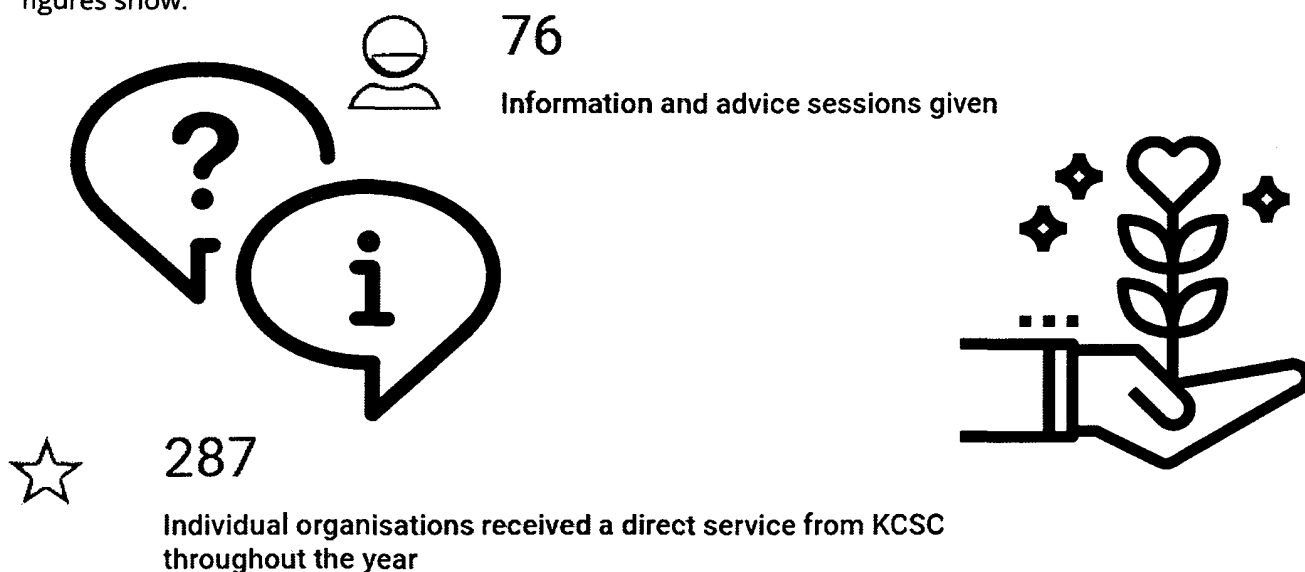 figures show:
76
Information and advice sessions given
? i
287
Individual organisations received a direct service from KCSC
throughout the year